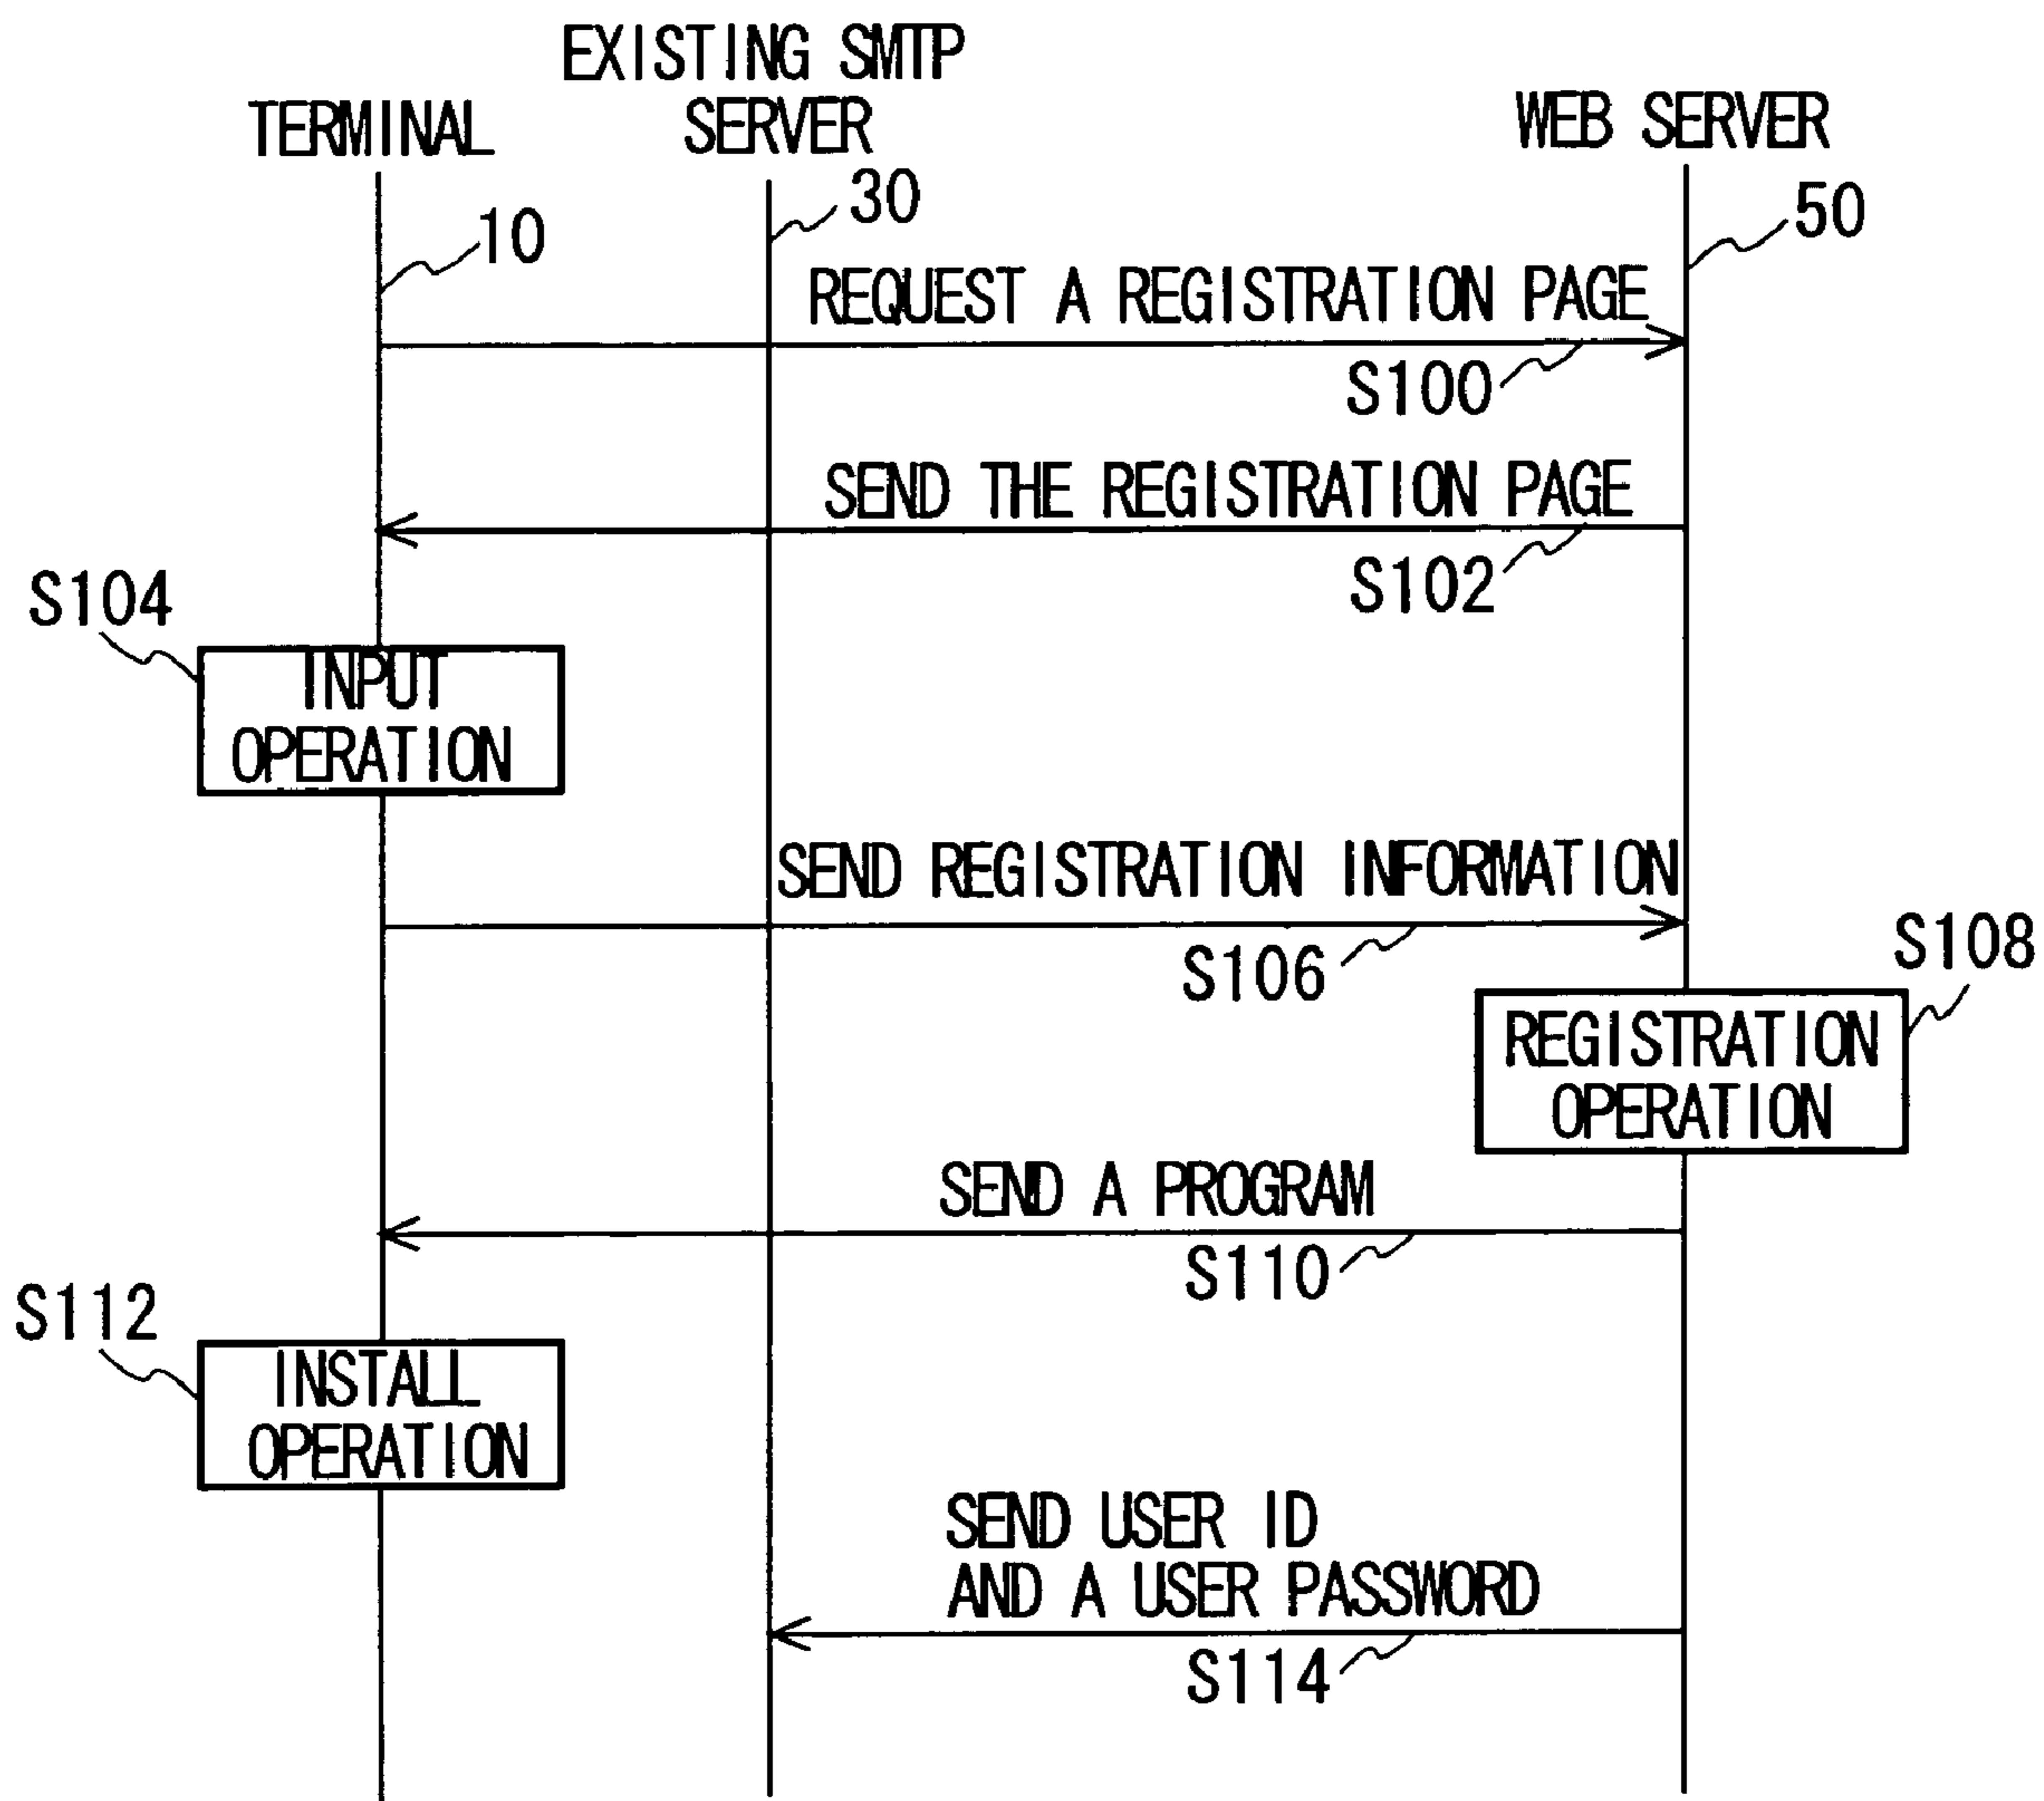 EXISTING SMTP
SERVER
TERMINAL
WEB SERVER
30
50
10
REQUEST A REGISTRATION PAGE
S100
SEND THE REGISTRATION PAGE
S102
S104
INPUT
OPERATION
SEND REGISTRATION INFORMATION
S106
S108
REGISTRATION
OPERATION
SEND A PROGRAM
S110
S112
INSTALL
OPERATION
SEND USER ID
AND A USER PASSWORD
S114